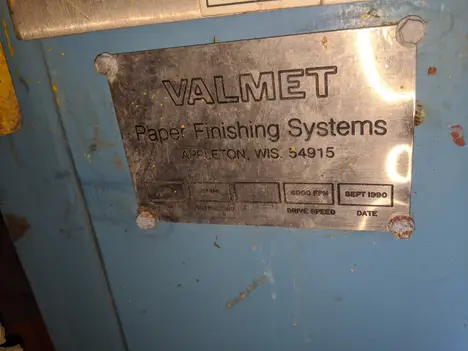 VALMET
Paper Finishing Systems
APPLETON, WIS. 54915
6000 FPM SEPT 1990
DRIVE SPEED DATE